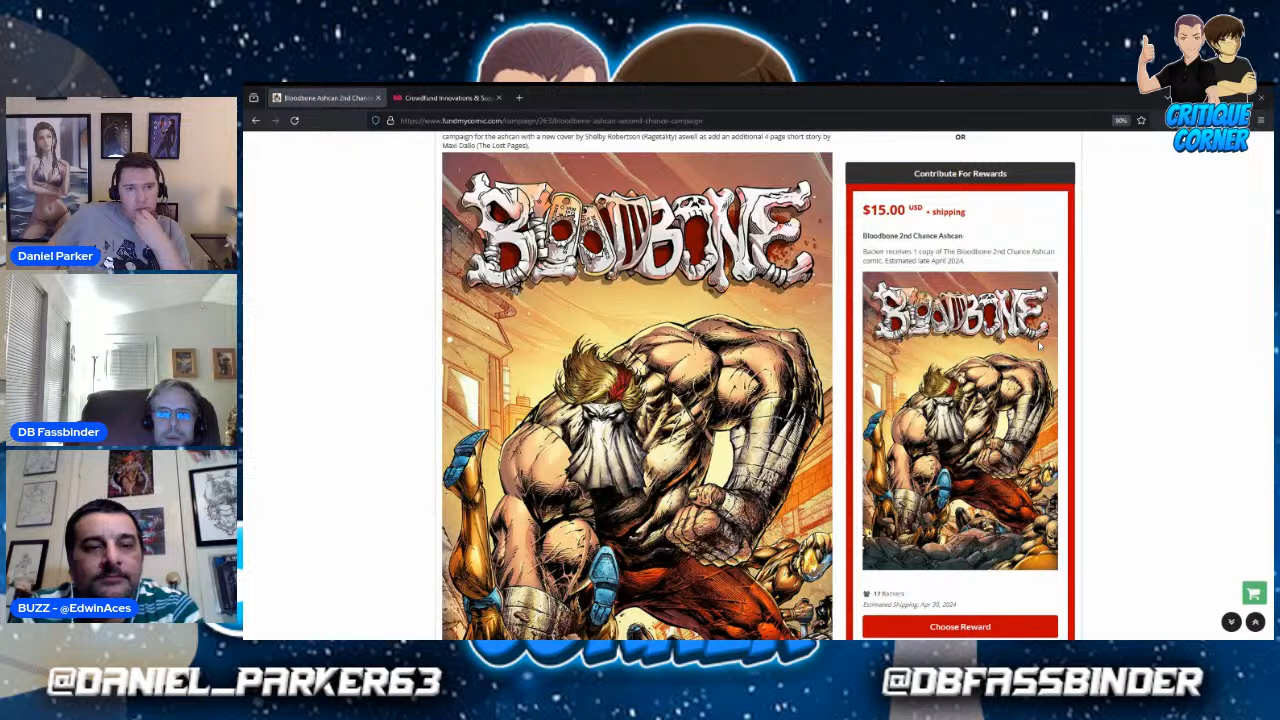 Bloodbone Ashcan 2nd Chance
Crowdfund Innovations & Sup
https://www.fundmycomic.com/campaign/263/bloodbone-ashcan-second-chance-campaign
90%
CRITIQUE
CORNER
campaign for the ashcan with a new cover by Shelby Robertson (Ragetality) aswell as add an additional 4 page short story by
Maxi Dallo (The Lost Pages).
OR
BLOODBONE
Contribute For Rewards
$15.00 USD + shipping
Bloodbone 2nd Chance Ashcan
Backer receives 1 copy of The Bloodbone 2nd Chance Ashcan
comic. Estimated late April 2024.
BLOODBONE
17 Backers
Estimated Shipping: Apr 30, 2024
Choose Reward
Daniel Parker
DB Fassbinder
BUZZ - @EdwinAces
@DANIEL_PARKER63
@DBFASSBINDER